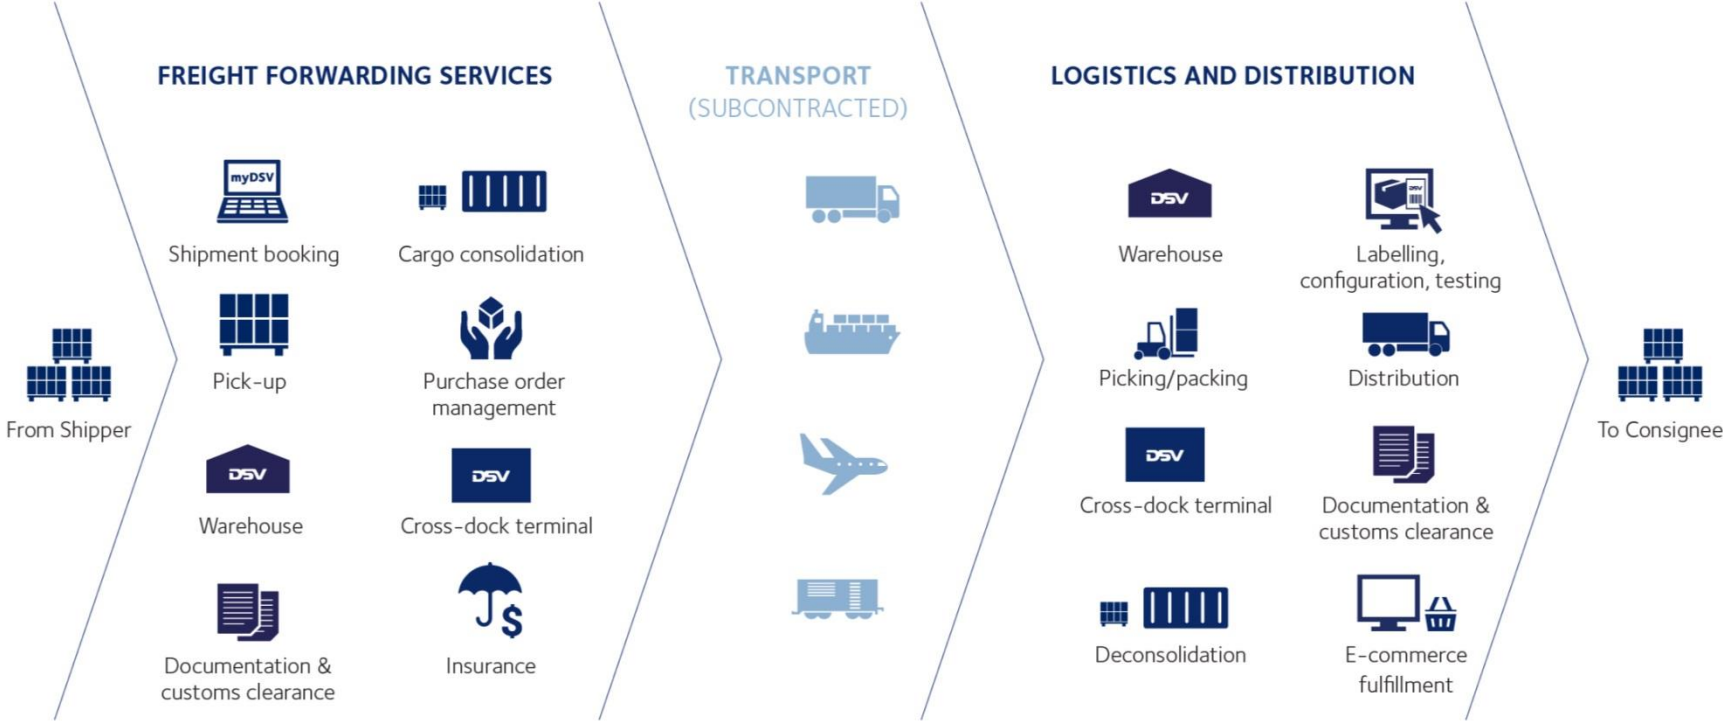 FREIGHT FORWARDING SERVICES
TRANSPORT
(SUBCONTRACTED)
LOGISTICS AND DISTRIBUTION
From Shipper
myDSV
Shipment booking
Cargo consolidation
Pick-up
Purchase order
management
DSV
Warehouse
DSV
Cross-dock terminal
Documentation &
customs clearance
$
Insurance
DSV
Warehouse
DSV
Labelling,
configuration, testing
Picking/packing
Distribution
DSV
Cross-dock terminal
Documentation &
customs clearance
Deconsolidation
E-commerce
fulfillment
To Consignee